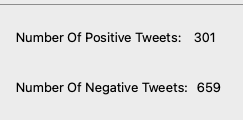 Number Of Positive Tweets: 301
Number Of Negative Tweets: 659